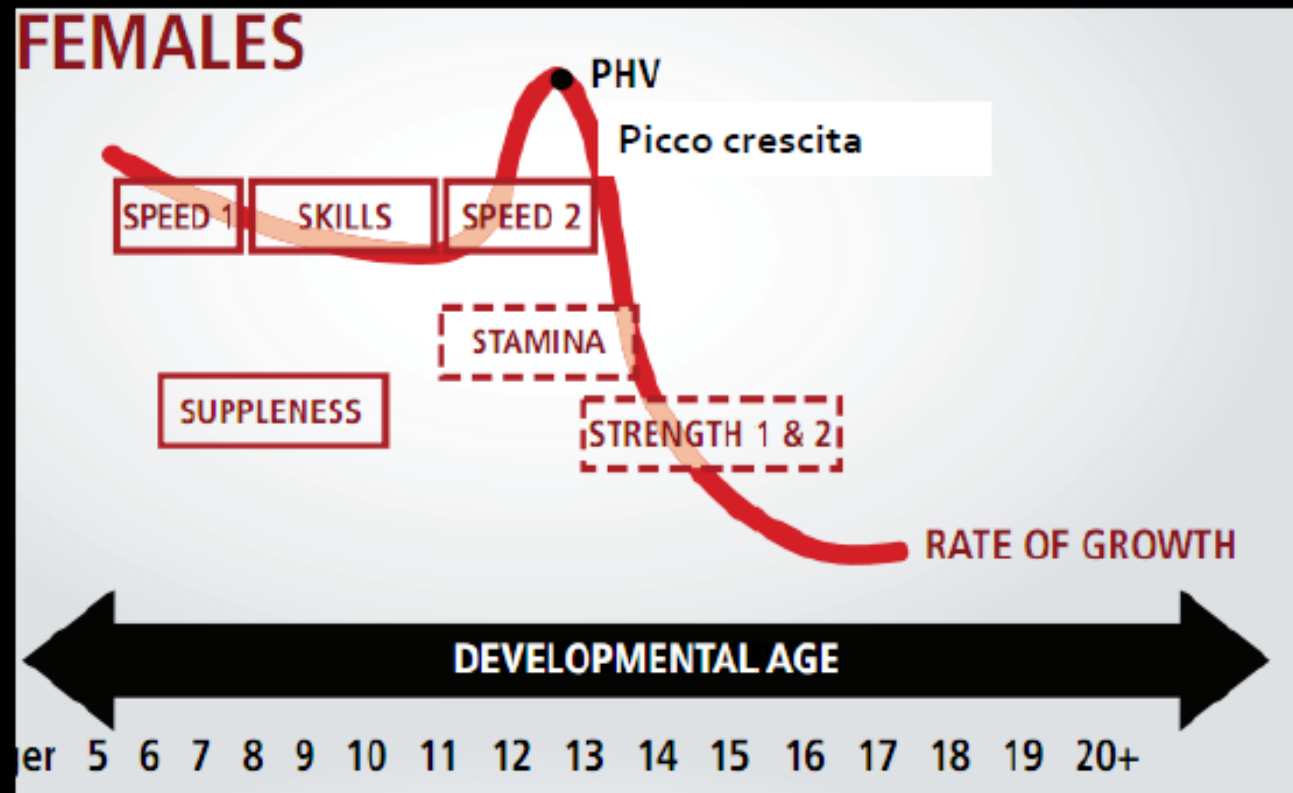 FEMALES
PHV
Picco crescita
SPEED 1 SKILLS SPEED 2
STAMINA
SUPPLENESS
STRENGTH 1 & 2
RATE OF GROWTH
DEVELOPMENTAL AGE
ger 5 6 7 8 9 10 11 12 13 14 15 16 17 18 19 20+